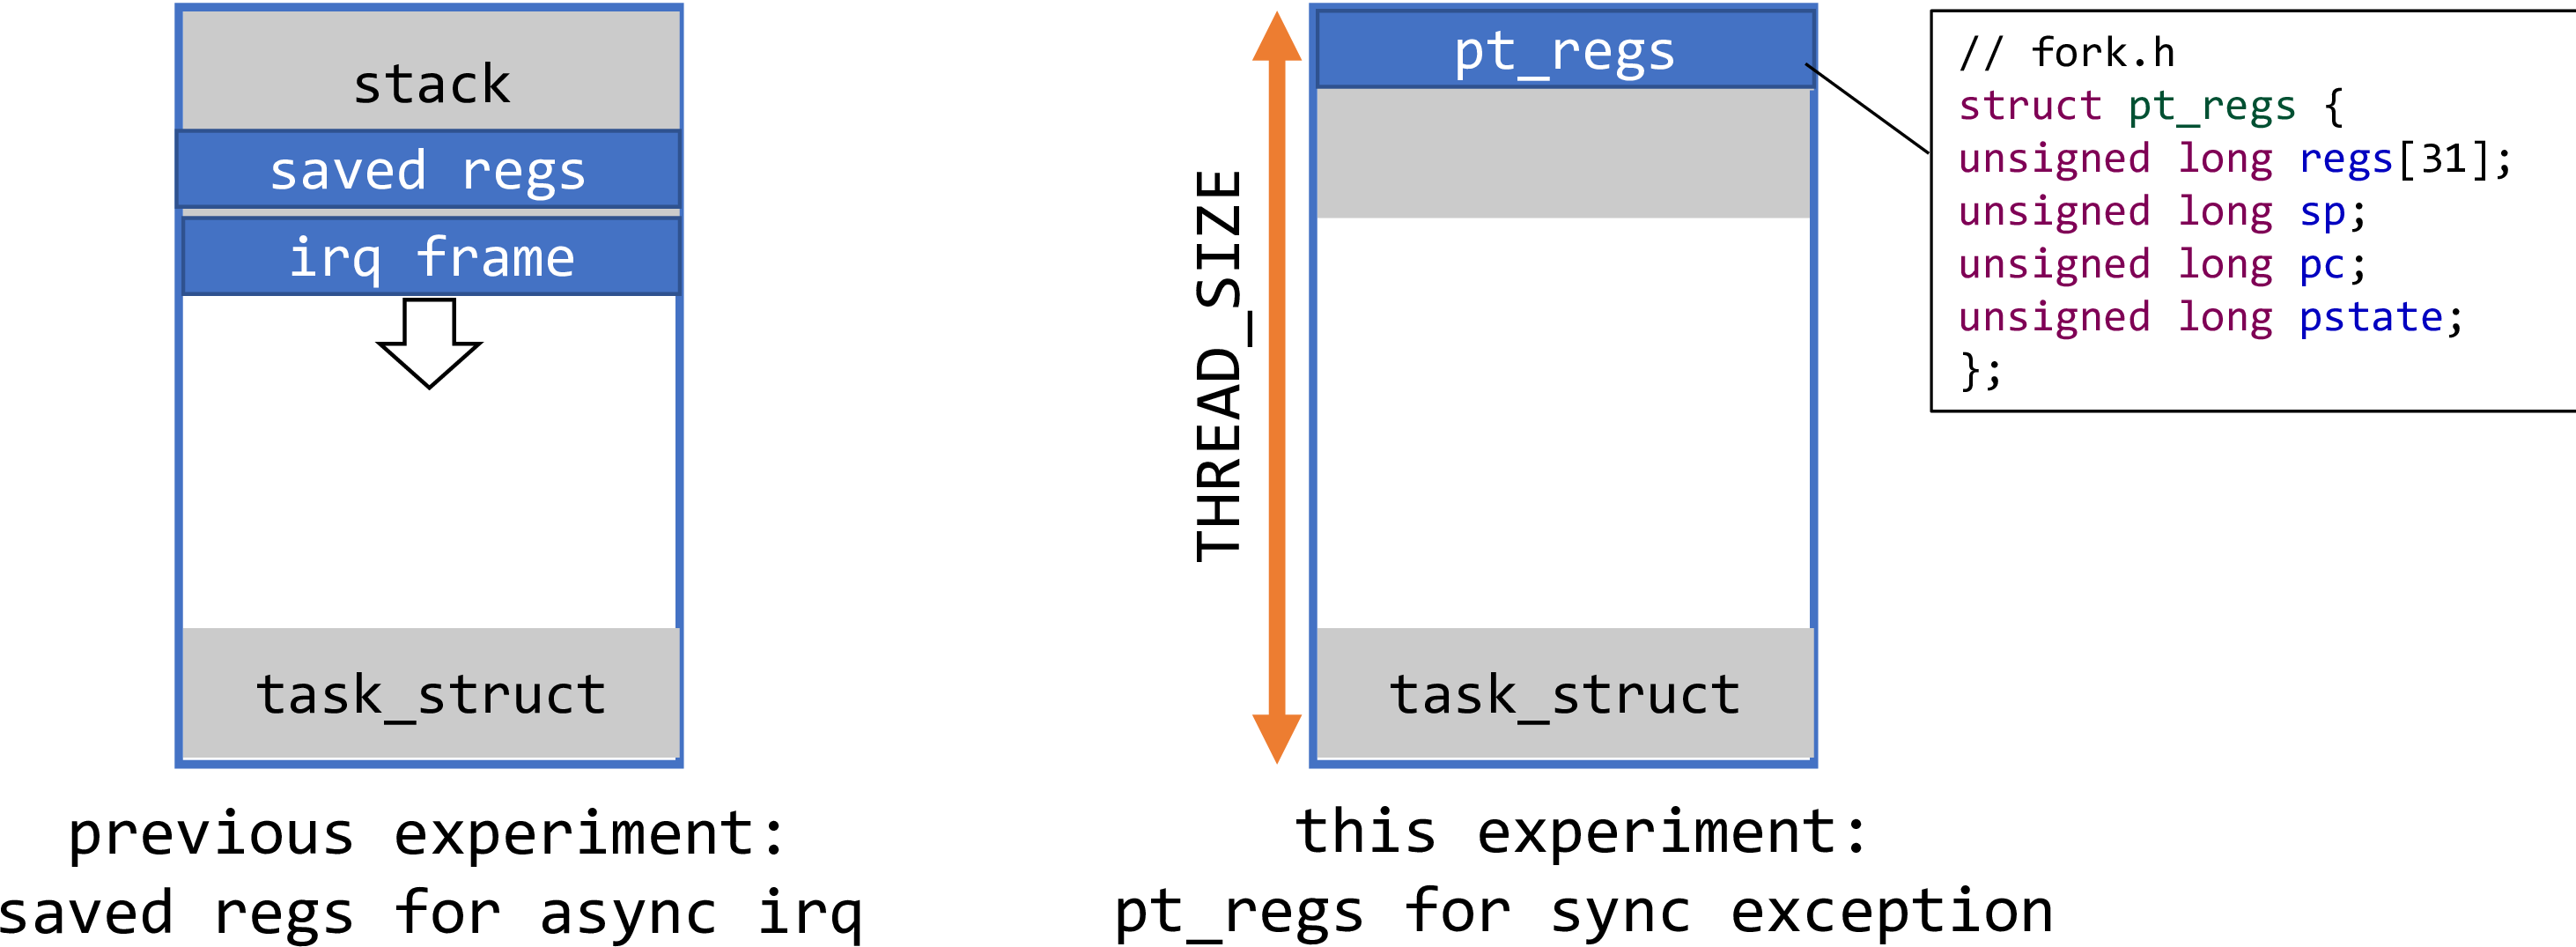 stack
saved regs
irq frame
task_struct
previous experiment:
saved regs for async irq
THREAD_SIZE
pt_regs
task_struct
this experiment:
pt_regs for sync exception
// fork.h
struct pt_regs {
unsigned long regs[31];
unsigned long sp;
unsigned long pc;
unsigned long pstate;
};